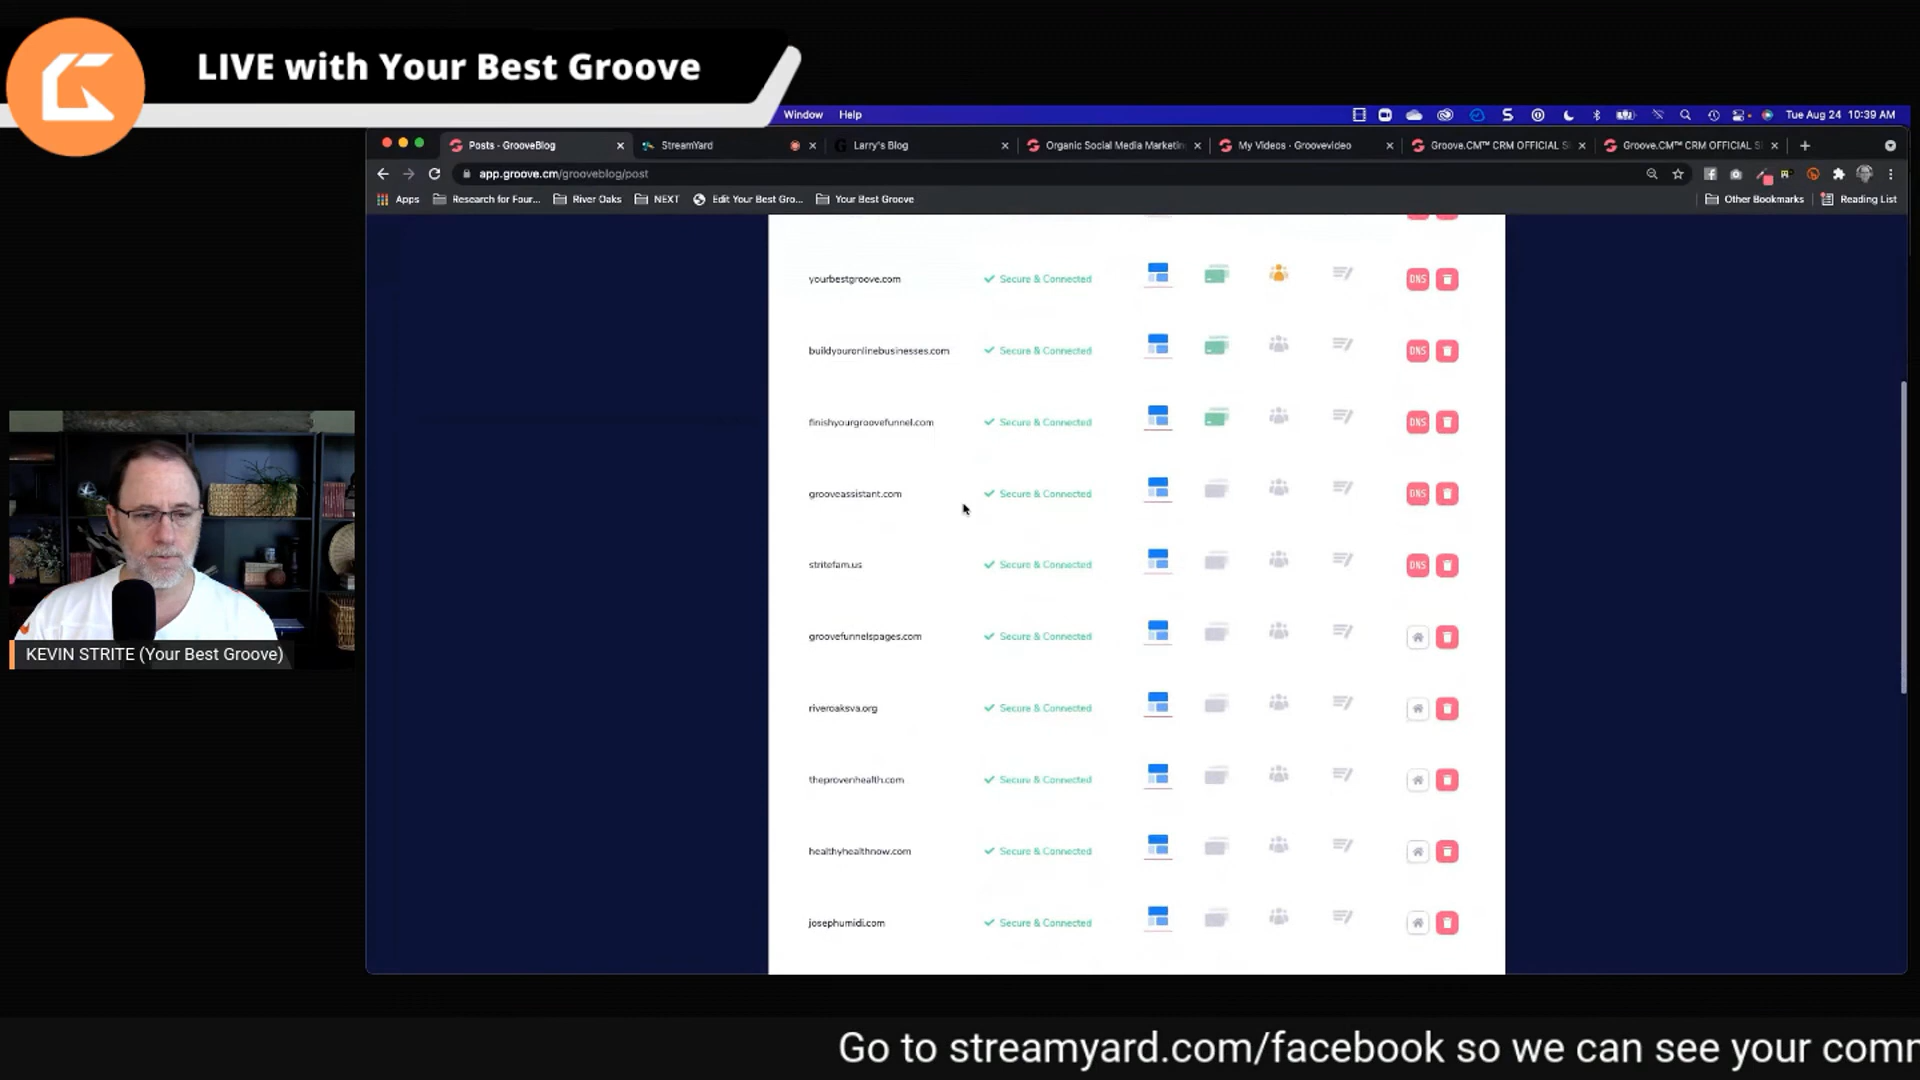 LIVE with Your Best Groove
Window Help
Tue Aug 24 10:39 AM
Posts - GrooveBlog
StreamYard
Larry's Blog
Organic Social Media Marketin
My Videos - Groovevideo
Groove.CM™ CRM OFFICIAL S
Groove.CM™ CRM OFFICIAL S
app.groove.cm/grooveblog/post
Apps
Research for Four...
River Oaks
NEXT
Edit Your Best Gro...
Your Best Groove
Other Bookmarks
Reading List
yourbestgroove.com Secure & Connected DNS
buildyouronlinebusinesses.com Secure & Connected DNS
finishyourgroovefunnel.com Secure & Connected DNS
grooveassistant.com Secure & Connected DNS
stritefam.us Secure & Connected DNS
groovefunnelspages.com Secure & Connected
riveroaksva.org Secure & Connected
theprovenhealth.com Secure & Connected
healthyhealthnow.com Secure & Connected
josephumidi.com Secure & Connected
KEVIN STRITE (Your Best Groove)
Go to streamyard.com/facebook so we can see your comm